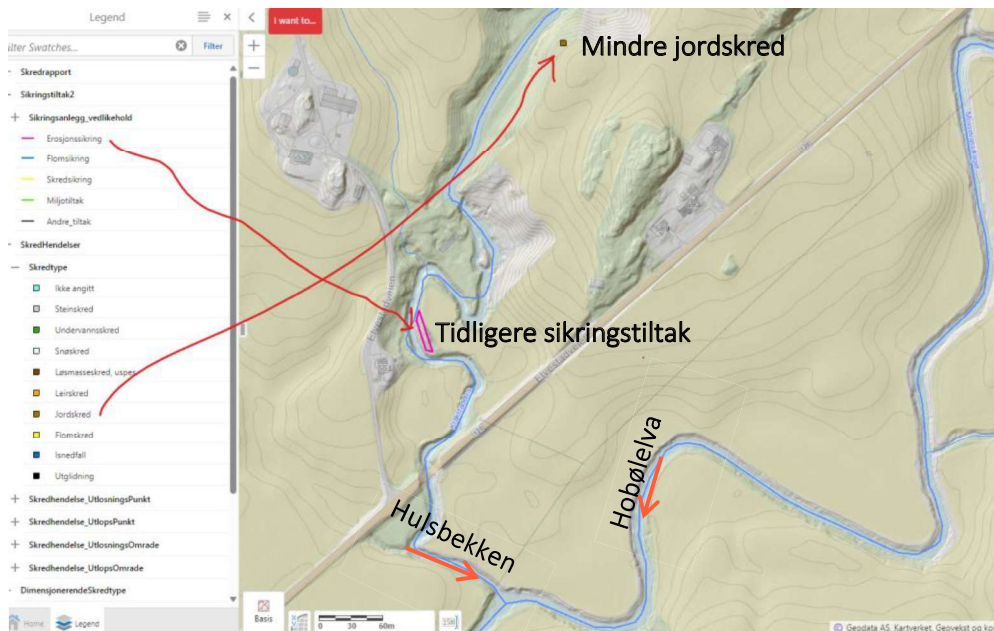 Legend
ilter Swatches...
Filter
Skredrapport
Sikringstiltak2
Sikringsanlegg_vedlikehold
Erosjonssikring
Flomsikring
Skredsikring
Miljotiltak
Andre_tiltak
SkredHendelser
Skredtype
Ikke angitt
Steinskred
Undervannsskred
Snøskred
Løsmasseskred, uspes
Leirskred
Jordskred
Flomskred
Isnedfall
Utglidning
Skredhendelse_UtlosningsPunkt
Skredhendelse_UtlopsPunkt
Skredhendelse_UtlosningsOmrade
Skredhendelse_UtlopsOmrade
DimensjonerendeSkredtype
Home
Legend
I want to...
Mindre jordskred
Tidligere sikringstiltak
Hobølelva
Hulsbekken
Basis
0 30 60m
© Geodata AS, Kartverket, Geovekst og ko